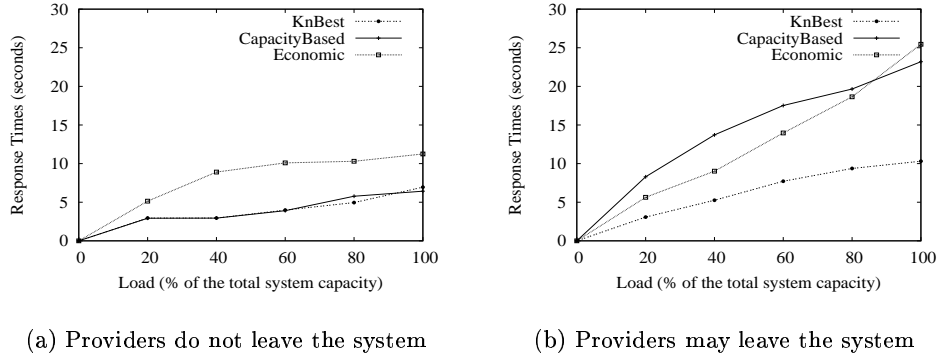 30
25
20
15
10
5
0
Response Times (seconds)
KnBest
CapacityBased
Economic
0 20 40 60 80 100
Load (% of the total system capacity)
(a) Providers do not leave the system
30
25
20
15
10
5
0
Response Times (seconds)
KnBest
CapacityBased
Economic
0 20 40 60 80 100
Load (% of the total system capacity)
(b) Providers may leave the system